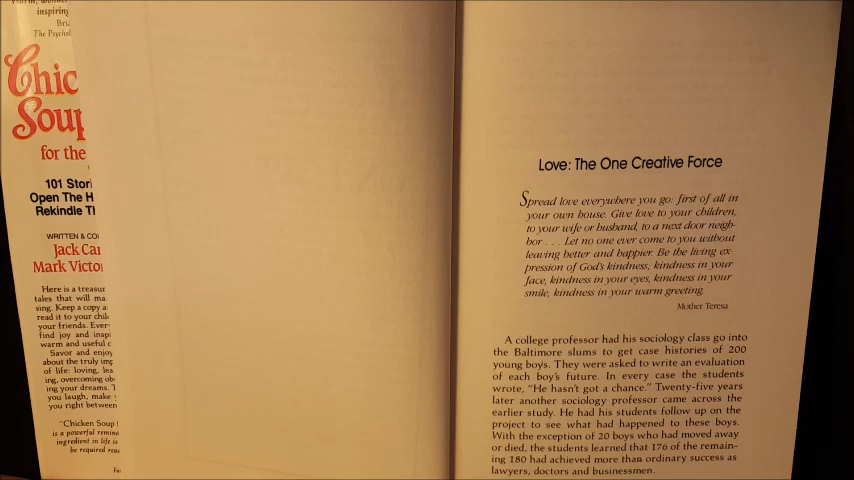 inspiring
The Psychol
Chic
Soup
for the
101 Stori
Open The H
Rekindle Th
WRITTEN & COM
Jack Can
Mark Victor
Here is a treasur
tales that will ma
sing. Keep a copy a
read it to your chil
your friends. Every
find joy and inspi
warm and useful c
Savor and enjoy
about the truly imp
of life: loving, lea
ing, overcoming ob
ing your dreams. T
you laugh, make y
you right between
"Chicken Soup f
is a powerful remind
ingredient in life is
be required read
Love: The One Creative Force
Spread love everywhere you go: first of all in
your own house. Give love to your children,
to your wife or husband, to a next door neigh-
bor . . . Let no one ever come to you without
leaving better and happier. Be the living ex-
pression of God's kindness; kindness in your
face, kindness in your eyes, kindness in your
smile, kindness in your warm greeting.
Mother Teresa
A college professor had his sociology class go into
the Baltimore slums to get case histories of 200
young boys. They were asked to write an evaluation
of each boy's future. In every case the students
wrote, "He hasn't got a chance." Twenty-five years
later another sociology professor came across the
earlier study. He had his students follow up on the
project to see what had happened to these boys.
With the exception of 20 boys who had moved away
or died, the students learned that 176 of the remain-
ing 180 had achieved more than ordinary success as
lawyers, doctors and businessmen.